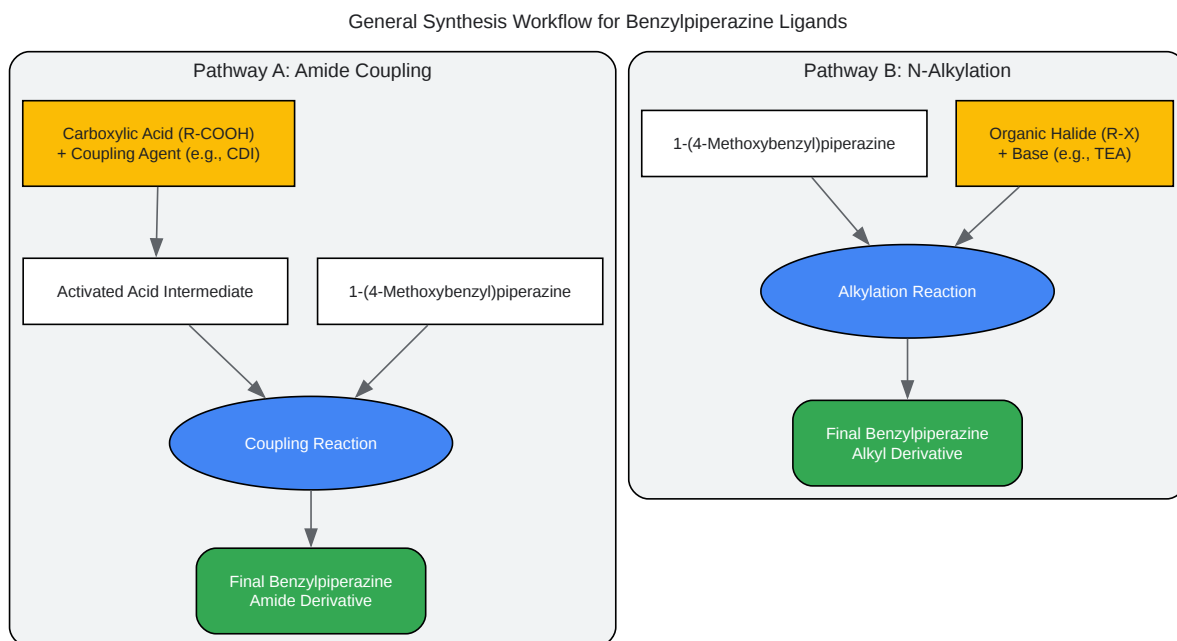 General Synthesis Workflow for Benzylpiperazine Ligands
Pathway A: Amide Coupling
Carboxylic Acid (R-COOH)
+ Coupling Agent (e.g., CDI)
Activated Acid Intermediate
1-(4-Methoxybenzyl)piperazine
Coupling Reaction
Final Benzylpiperazine
Amide Derivative
Pathway B: N-Alkylation
1-(4-Methoxybenzyl)piperazine
Organic Halide (R-X)
+ Base (e.g., TEA)
Alkylation Reaction
Final Benzylpiperazine
Alkyl Derivative